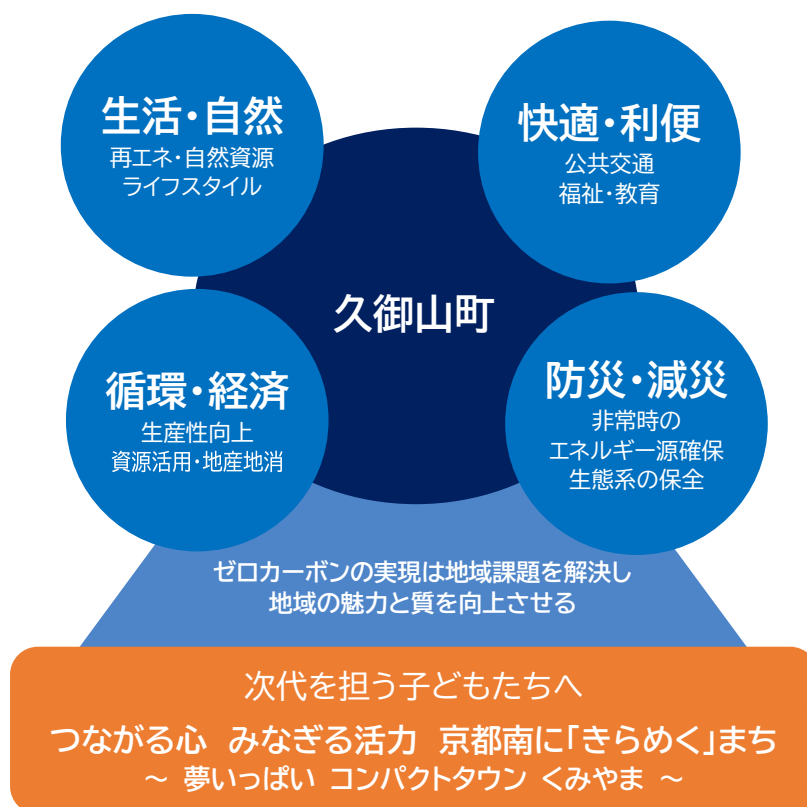 生活・自然
再エネ・自然資源
ライフスタイル
快適・利便
公共交通
福祉・教育
久御山町
循環・経済
生産性向上
資源活用・地産地消
防災・減災
非常時の
エネルギー源確保
生態系の保全
ゼロカーボンの実現は地域課題を解決し
地域の魅力と質を向上させる
次代を担う子どもたちへ
つながる心 みなぎる活力 京都南に「きらめく」まち
～ 夢いっぱい コンパクトタウン くみやま ～